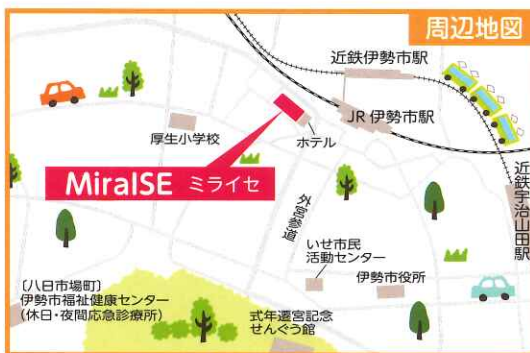 周辺地図
近鉄伊勢市駅
JR 伊勢市駅
厚生小学校
ホテル
MiraISE ミライセ
近鉄宇治山田駅
外宮参道
いせ市民
活動センター
伊勢市役所
〔八日市場町〕
伊勢市福祉健康センター
（休日・夜間応急診療所）
式年遷宮記念
せんぐう館